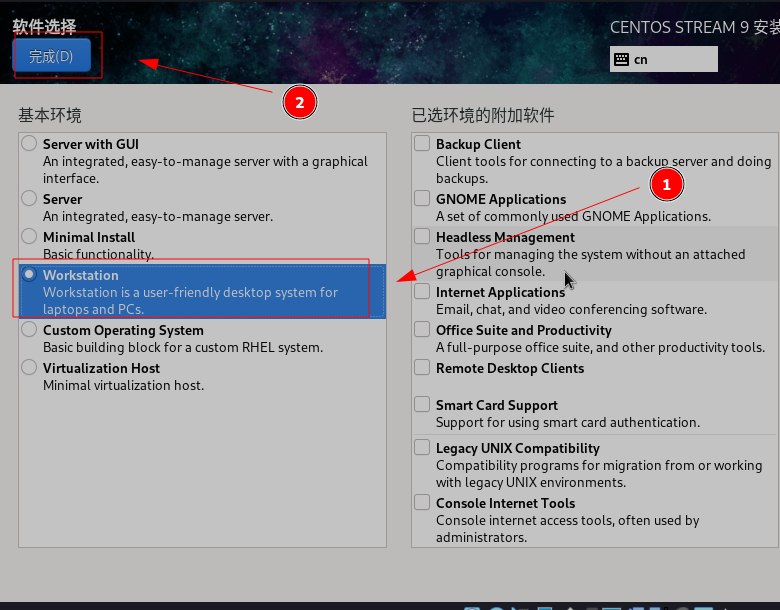 软件选择
CENTOS STREAM 9 安装
完成(D)
cn
2
基本环境
Server with GUI
An integrated, easy-to-manage server with a graphical
interface.
Server
An integrated, easy-to-manage server.
Minimal Install
Basic functionality.
Workstation
Workstation is a user-friendly desktop system for
laptops and PCs.
Custom Operating System
Basic building block for a custom RHEL system.
Virtualization Host
Minimal virtualization host.
已选环境的附加软件
Backup Client
Client tools for connecting to a backup server and doing
backups.
1
GNOME Applications
A set of commonly used GNOME Applications.
Headless Management
Tools for managing the system without an attached
graphical console.
Internet Applications
Email, chat, and video conferencing software.
Office Suite and Productivity
A full-purpose office suite, and other productivity tools.
Remote Desktop Clients
Smart Card Support
Support for using smart card authentication.
Legacy UNIX Compatibility
Compatibility programs for migration from or working
with legacy UNIX environments.
Console Internet Tools
Console internet access tools, often used by
administrators.